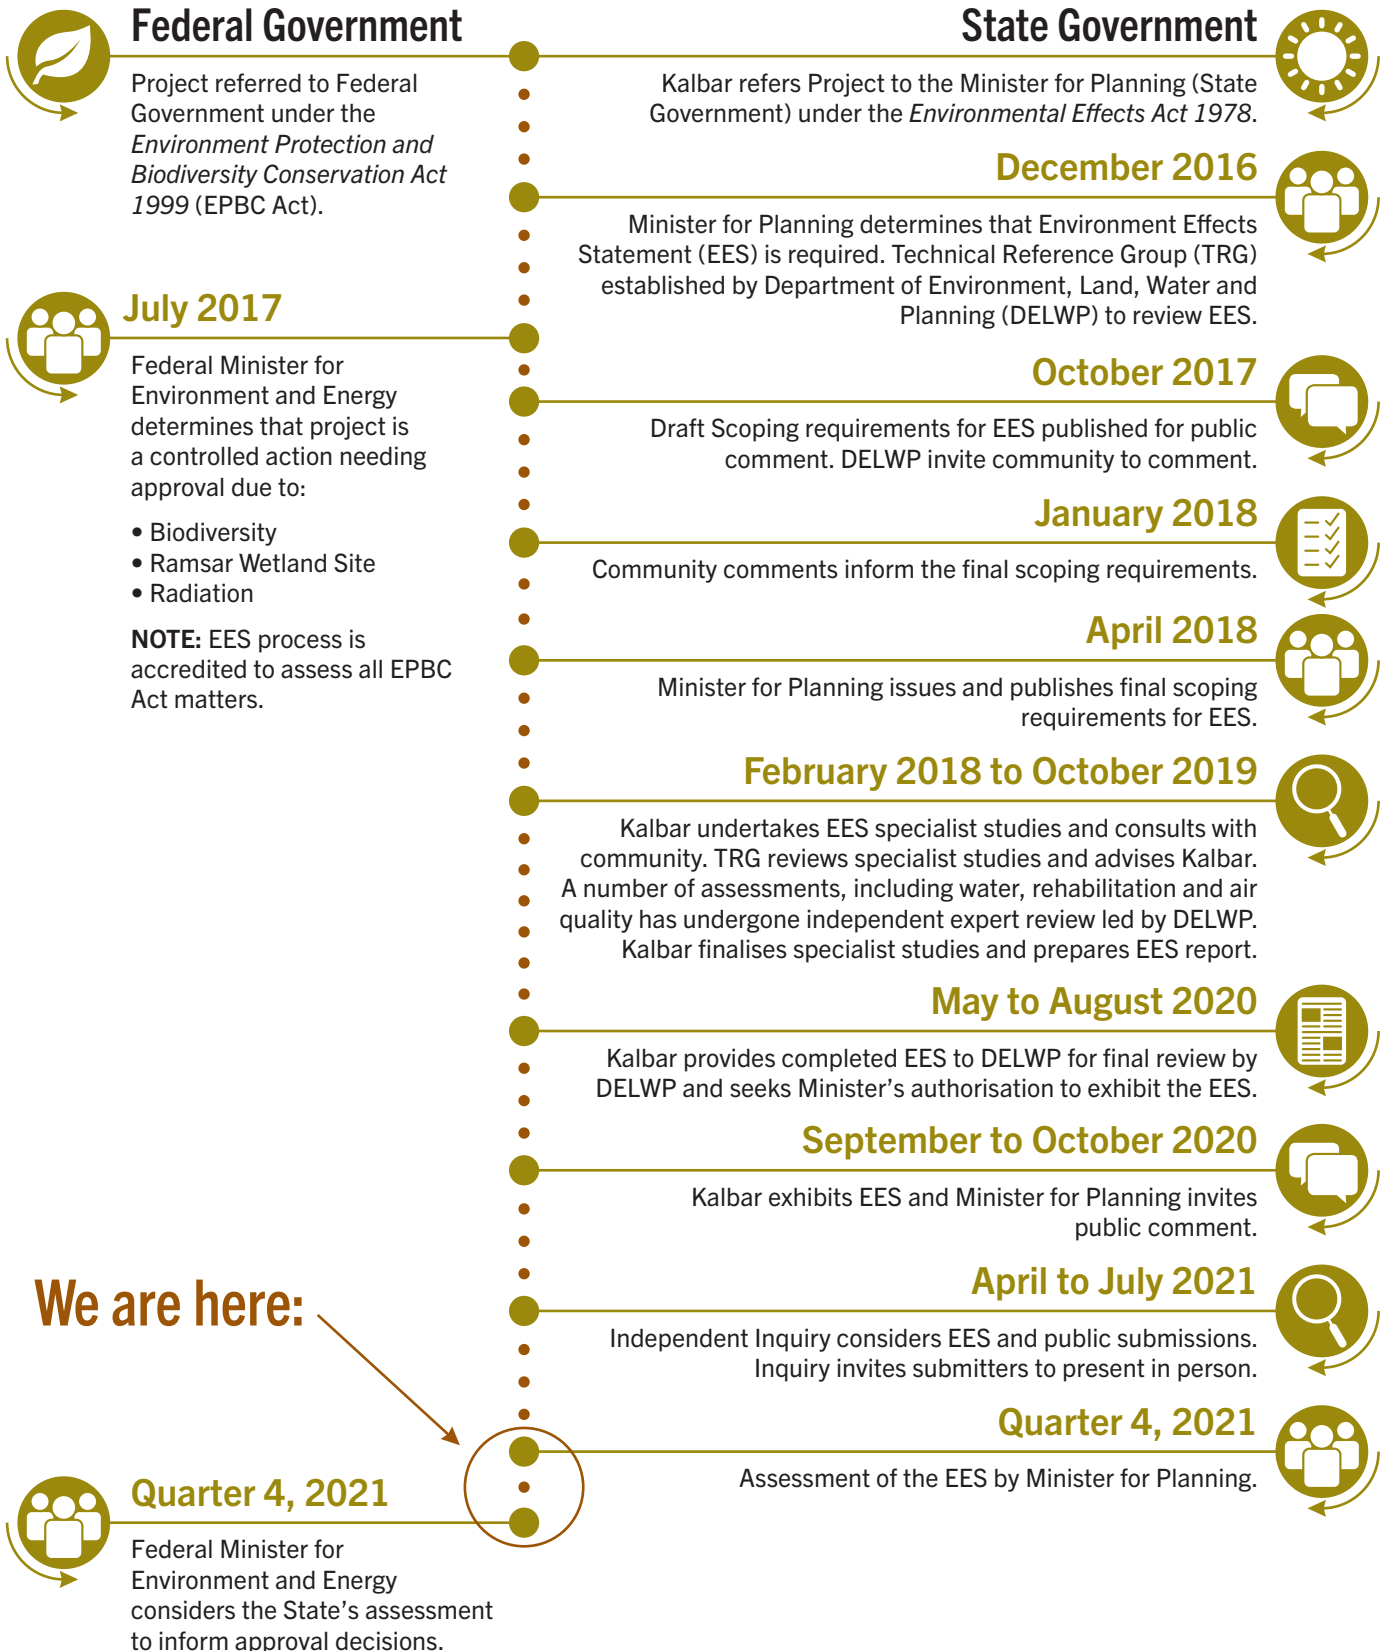 Federal Government
Project referred to Federal
Government under the
Environment Protection and
Biodiversity Conservation Act
1999 (EPBC Act).
July 2017
Federal Minister for
Environment and Energy
determines that project is
a controlled action needing
approval due to:
• Biodiversity
• Ramsar Wetland Site
• Radiation
NOTE: EES process is
accredited to assess all EPBC
Act matters.
State Government
Kalbar refers Project to the Minister for Planning (State
Government) under the Environmental Effects Act 1978.
December 2016
Minister for Planning determines that Environment Effects
Statement (EES) is required. Technical Reference Group (TRG)
established by Department of Environment, Land, Water and
Planning (DELWP) to review EES.
October 2017
Draft Scoping requirements for EES published for public
comment. DELWP invite community to comment.
January 2018
Community comments inform the final scoping requirements.
April 2018
Minister for Planning issues and publishes final scoping
requirements for EES.
February 2018 to October 2019
Kalbar undertakes EES specialist studies and consults with
community. TRG reviews specialist studies and advises Kalbar.
A number of assessments, including water, rehabilitation and air
quality has undergone independent expert review led by DELWP.
Kalbar finalises specialist studies and prepares EES report.
May to August 2020
Kalbar provides completed EES to DELWP for final review by
DELWP and seeks Minister’s authorisation to exhibit the EES.
September to October 2020
Kalbar exhibits EES and Minister for Planning invites
public comment.
April to July 2021
Independent Inquiry considers EES and public submissions.
Inquiry invites submitters to present in person.
We are here:
Quarter 4, 2021
Assessment of the EES by Minister for Planning.
Quarter 4, 2021
Federal Minister for
Environment and Energy
considers the State’s assessment
to inform approval decisions.